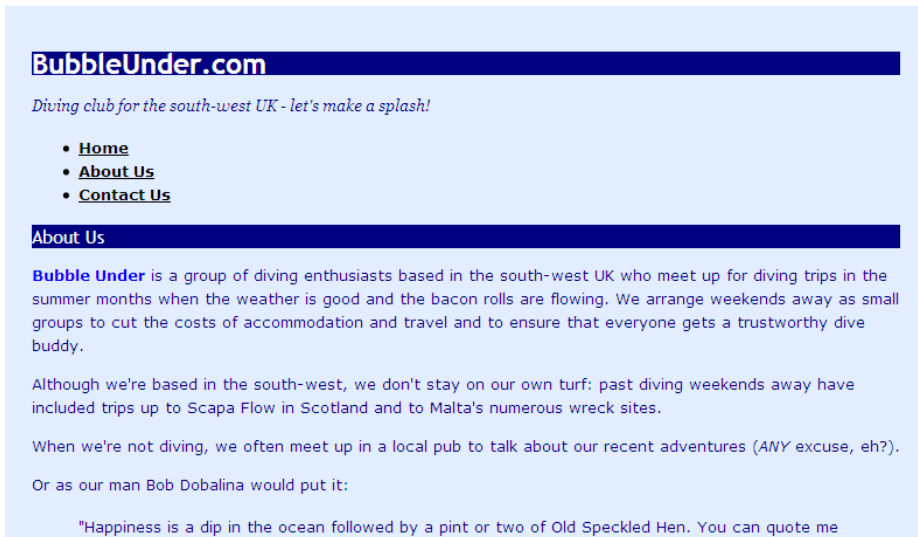 BubbleUnder.com
Diving club for the south-west UK - let's make a splash!
• Home
• About Us
• Contact Us
About Us
Bubble Under is a group of diving enthusiasts based in the south-west UK who meet up for diving trips in the
summer months when the weather is good and the bacon rolls are flowing. We arrange weekends away as small
groups to cut the costs of accommodation and travel and to ensure that everyone gets a trustworthy dive
buddy.
Although we're based in the south-west, we don't stay on our own turf: past diving weekends away have
included trips up to Scapa Flow in Scotland and to Malta's numerous wreck sites.
When we're not diving, we often meet up in a local pub to talk about our recent adventures (ANY excuse, eh?).
Or as our man Bob Dobalina would put it:
"Happiness is a dip in the ocean followed by a pint or two of Old Speckled Hen. You can quote me